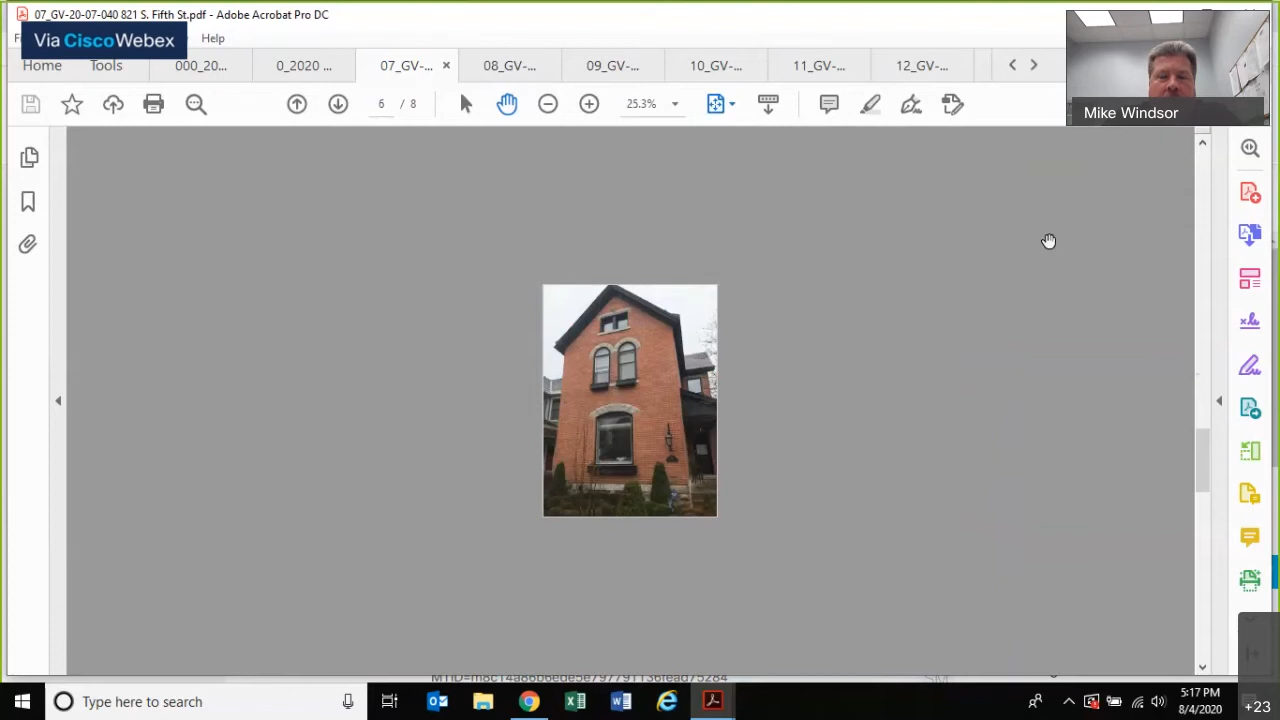 07_GV-20-07-040 821 S. Fifth St.pdf - Adobe Acrobat Pro DC
Via CiscoWebex
Help
Home Tools 000_20... 0_2020 ... 07_GV-... × 08_GV-... 09_GV-... 10_GV-... 11_GV-... 12_GV-...
6 / 8 25.3%
Mike Windsor
Type here to search
5:17 PM
8/4/2020
+23